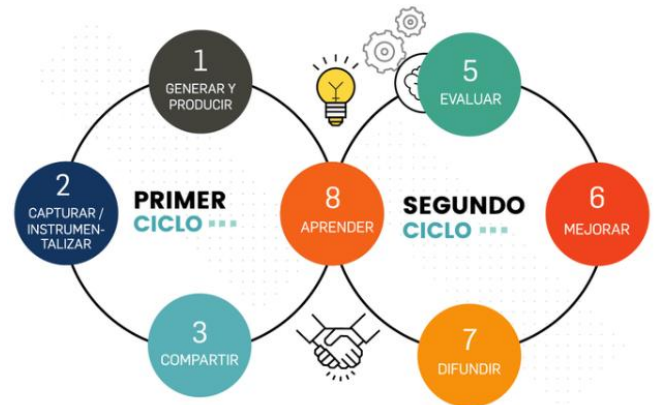 1
GENERAR Y
PRODUCIR
2
CAPTURAR /
INSTRUMEN-
TALIZAR
3
COMPARTIR
PRIMER
CICLO
8
APRENDER
SEGUNDO
CICLO
5
EVALUAR
6
MEJORAR
7
DIFUNDIR